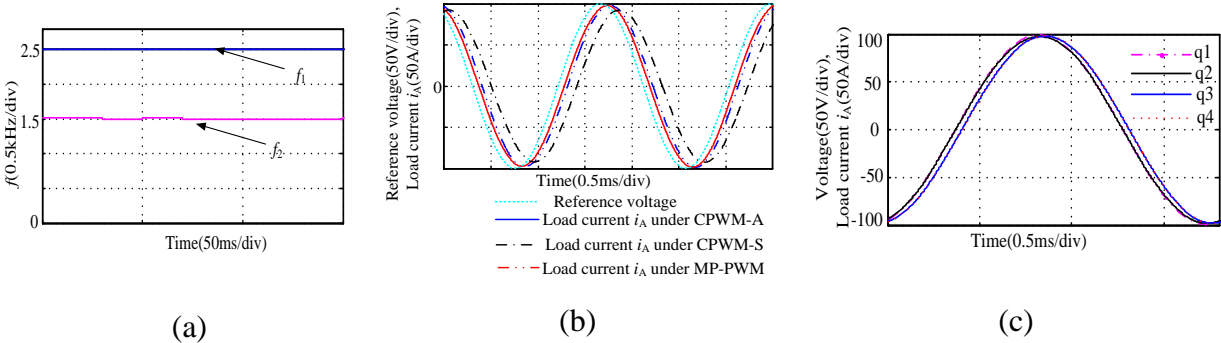 f(0.5kHz/div)
2.5
1.5
0
f1
f2
Time(50ms/div)
(a)
Reference voltage(50V/div),
Load current iA(50A/div)
0
Time(0.5ms/div)
Reference voltage
Load current iA under CPWM-A
Load current iA under CPWM-S
Load current iA under MP-PWM
(b)
Voltage(50V/div),
Load current iA(50A/div)
100
50
0
-50
-100
q1
q2
q3
q4
Time(0.5ms/div)
(c)